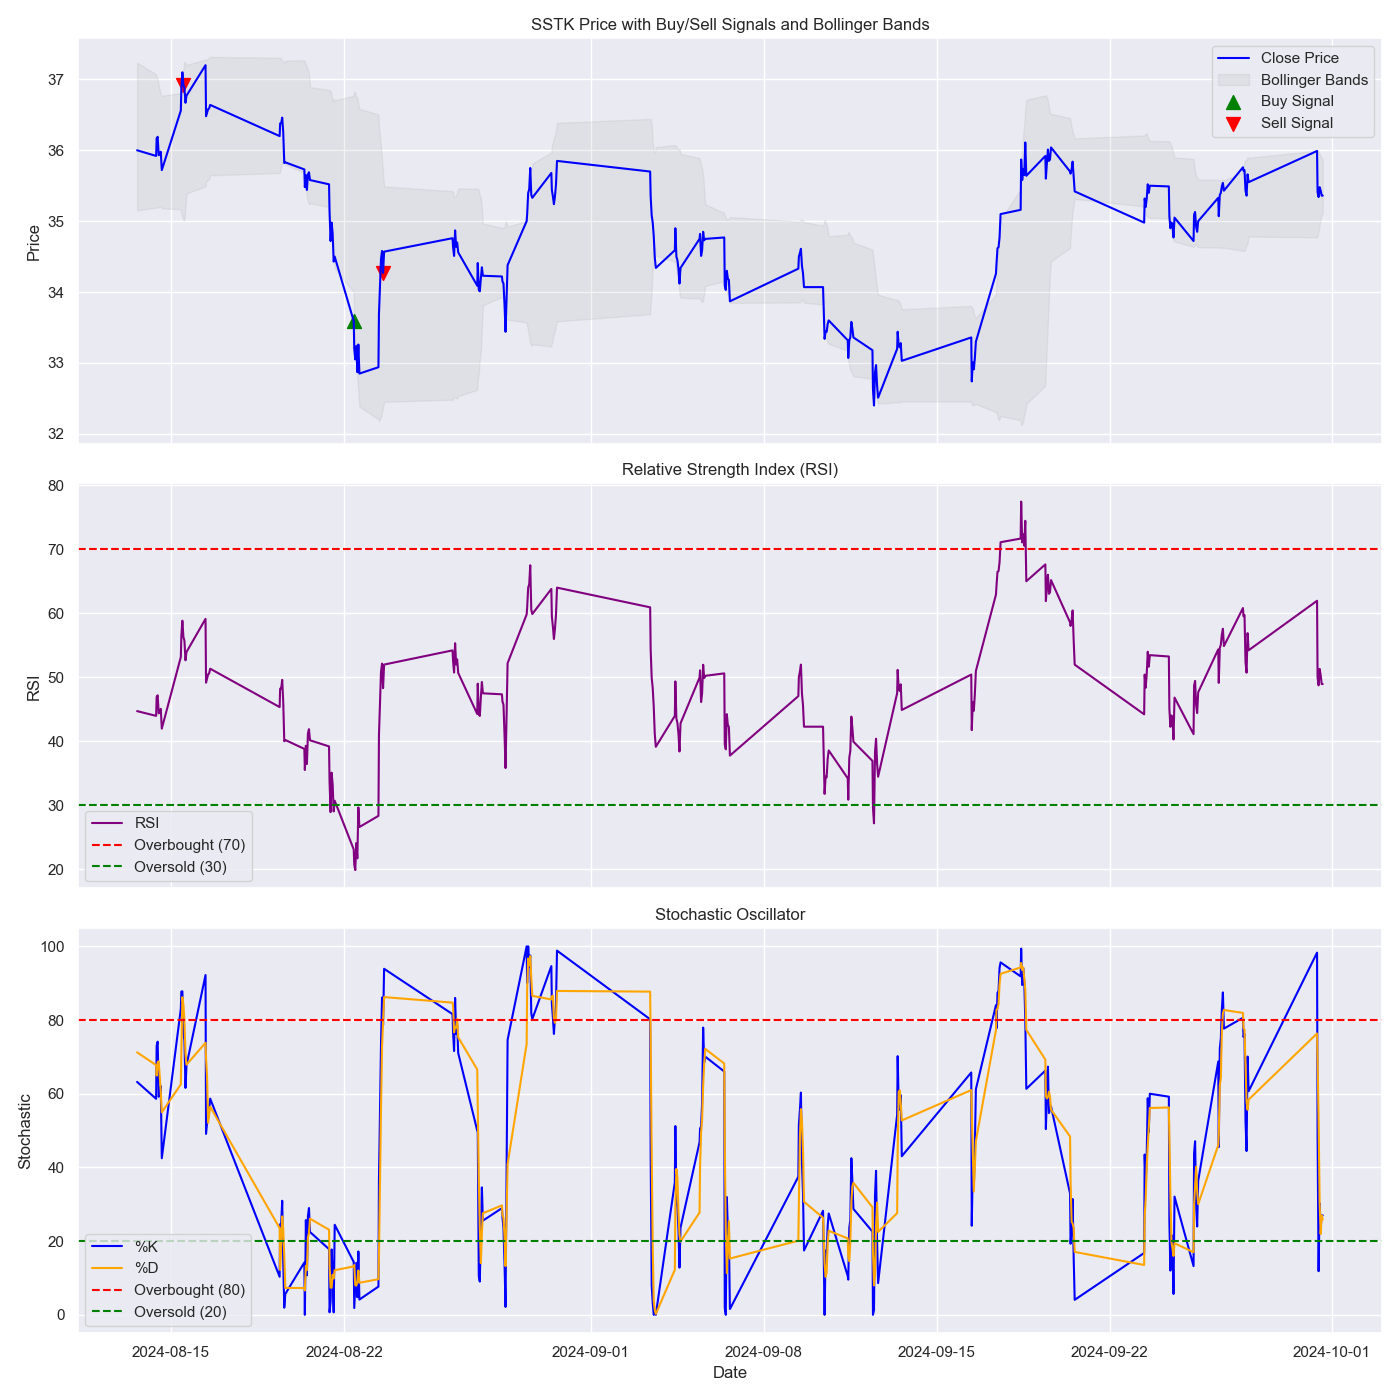 SSTK Price with Buy/Sell Signals and Bollinger Bands
37
36
35
34
33
32
Price
Close Price
Bollinger Bands
Buy Signal
Sell Signal
Relative Strength Index (RSI)
80
70
60
50
40
30
20
RSI
RSI
Overbought (70)
Oversold (30)
Stochastic Oscillator
100
80
60
40
20
0
Stochastic
%K
%D
Overbought (80)
Oversold (20)
2024-08-15
2024-08-22
2024-09-01
2024-09-08
2024-09-15
2024-09-22
2024-10-01
Date